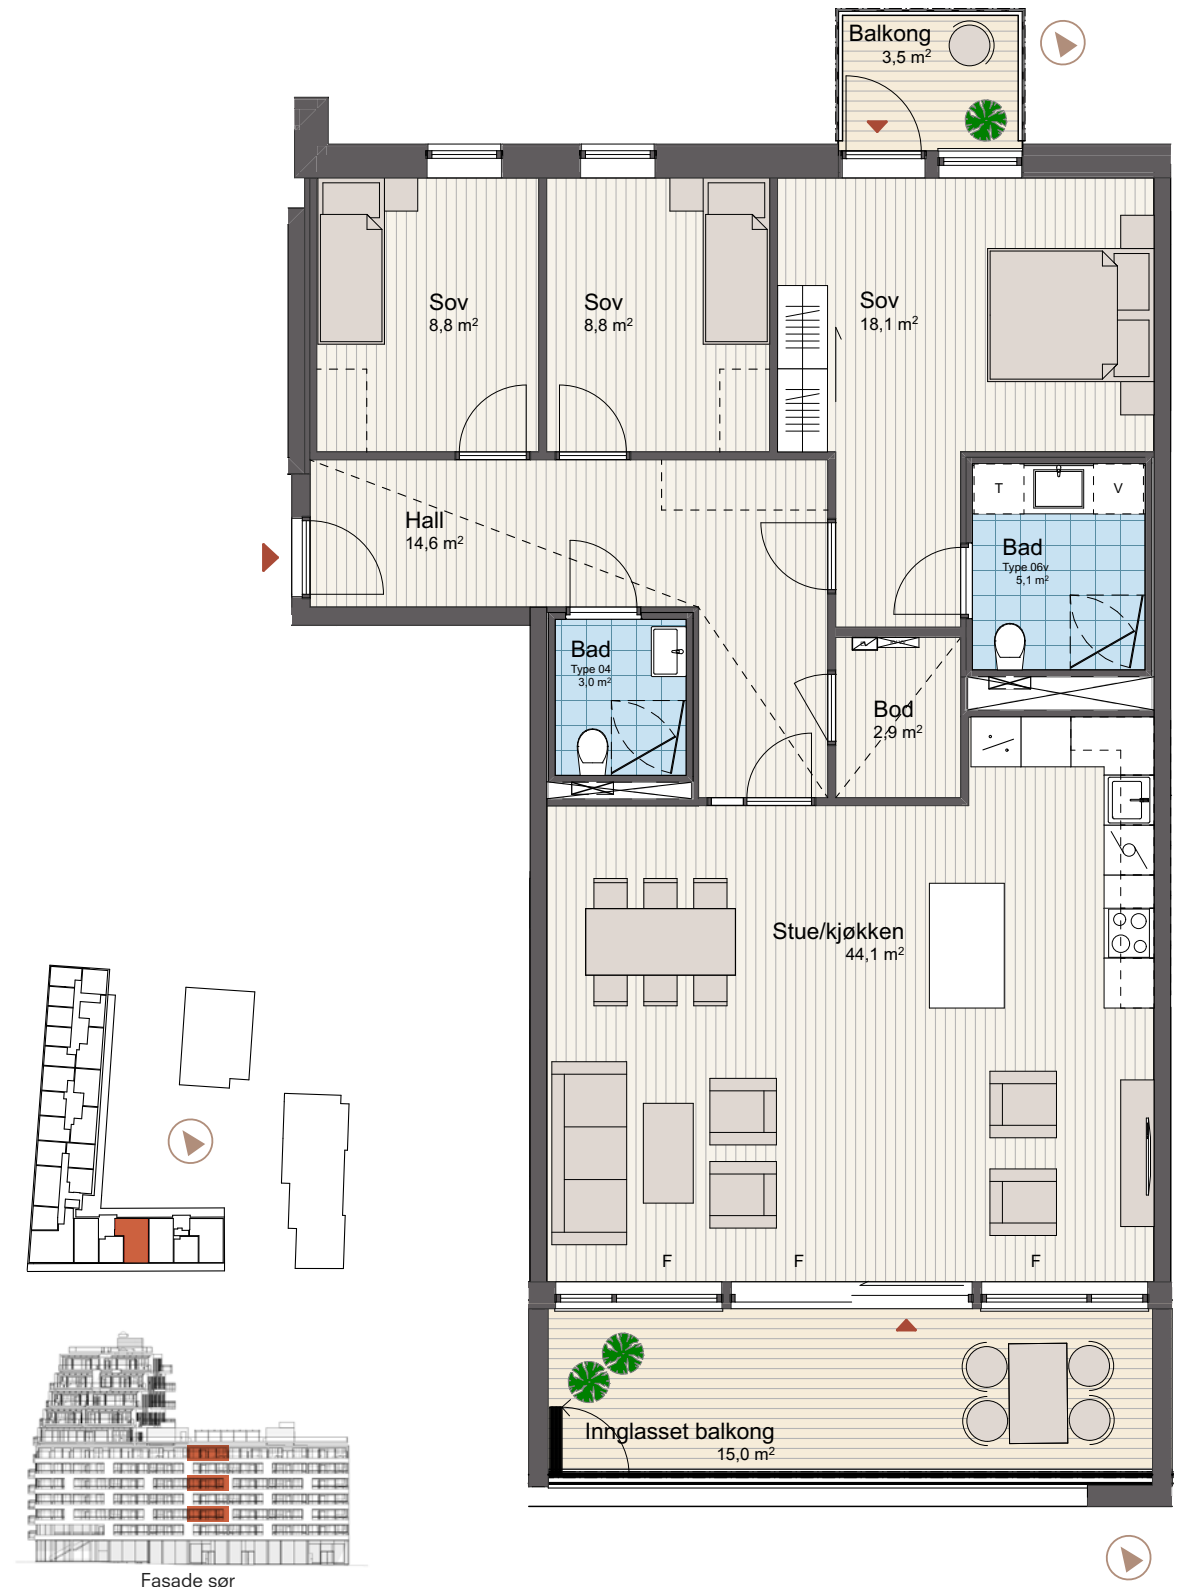 Balkong
3,5 m²
Sov
8,8 m²
Sov
8,8 m²
Sov
18,1 m²
T
V
Hall
14,6 m²
Bad
Type 06v
5,1 m²
Bad
Type 04
3,0 m²
Bod
2,9 m²
Stue/kjøkken
44,1 m²
F
F
F
Innglasset balkong
15,0 m²
Fasade sør